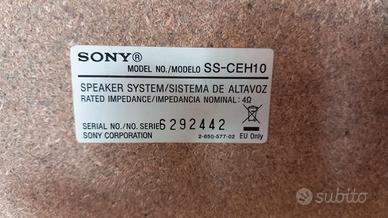 SONY®
MODEL NO./MODELO SS-CEH10
SPEAKER SYSTEM/SISTEMA DE ALTAVOZ
RATED IMPEDANCE/IMPEDANCIA NOMINAL: 4Ω
SERIAL NO./NO. SERIE 6292442
SONY CORPORATION 2-650-577-02 EU Only
subito